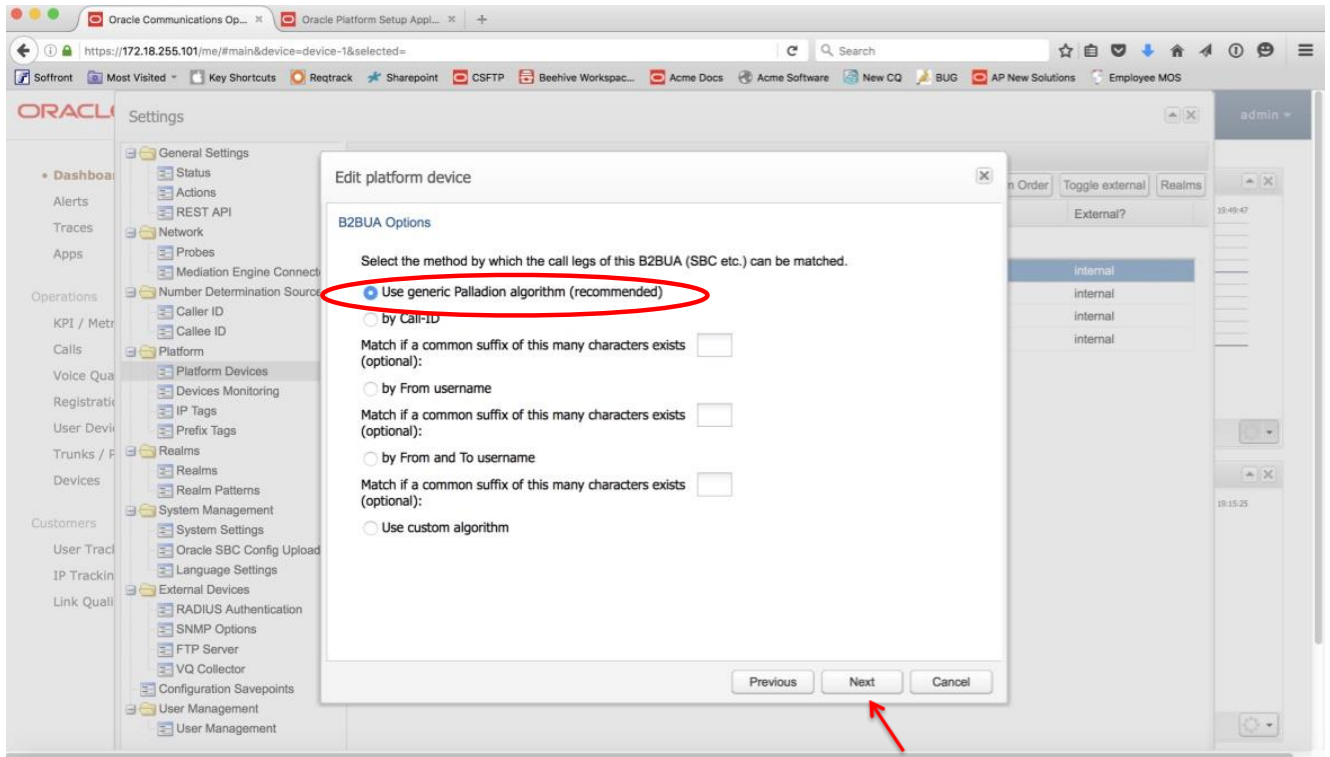 Oracle Communications Op...
Oracle Platform Setup Appl...
https://172.18.255.101/me/#main&device=device-1&selected=
Search
Soffront
Most Visited
Key Shortcuts
Reqtrack
Sharepoint
CSFTP
Beehive Workspac...
Acme Docs
Acme Software
New CQ
BUG
AP New Solutions
Employee MOS
ORACL
Settings
admin
Dashboa
Alerts
Traces
Apps
Operations
KPI / Metr
Calls
Voice Qua
Registratio
User Devi
Trunks / P
Devices
Customers
User Tracl
IP Trackin
Link Quali
General Settings
Status
Actions
REST API
Network
Probes
Mediation Engine Connecti
Number Determination Source
Caller ID
Callee ID
Platform
Platform Devices
Devices Monitoring
IP Tags
Prefix Tags
Realms
Realms
Realm Patterns
System Management
System Settings
Oracle SBC Config Upload
Language Settings
External Devices
RADIUS Authentication
SNMP Options
FTP Server
VQ Collector
Configuration Savepoints
User Management
User Management
Edit platform device
B2BUA Options
Select the method by which the call legs of this B2BUA (SBC etc.) can be matched.
Use generic Palladion algorithm (recommended)
by Call-ID
Match if a common suffix of this many characters exists
(optional):
by From username
Match if a common suffix of this many characters exists
(optional):
by From and To username
Match if a common suffix of this many characters exists
(optional):
Use custom algorithm
Previous
Next
Cancel
n Order
Toggle external
Realms
External?
internal
internal
internal
internal
19:49:47
19:15:25